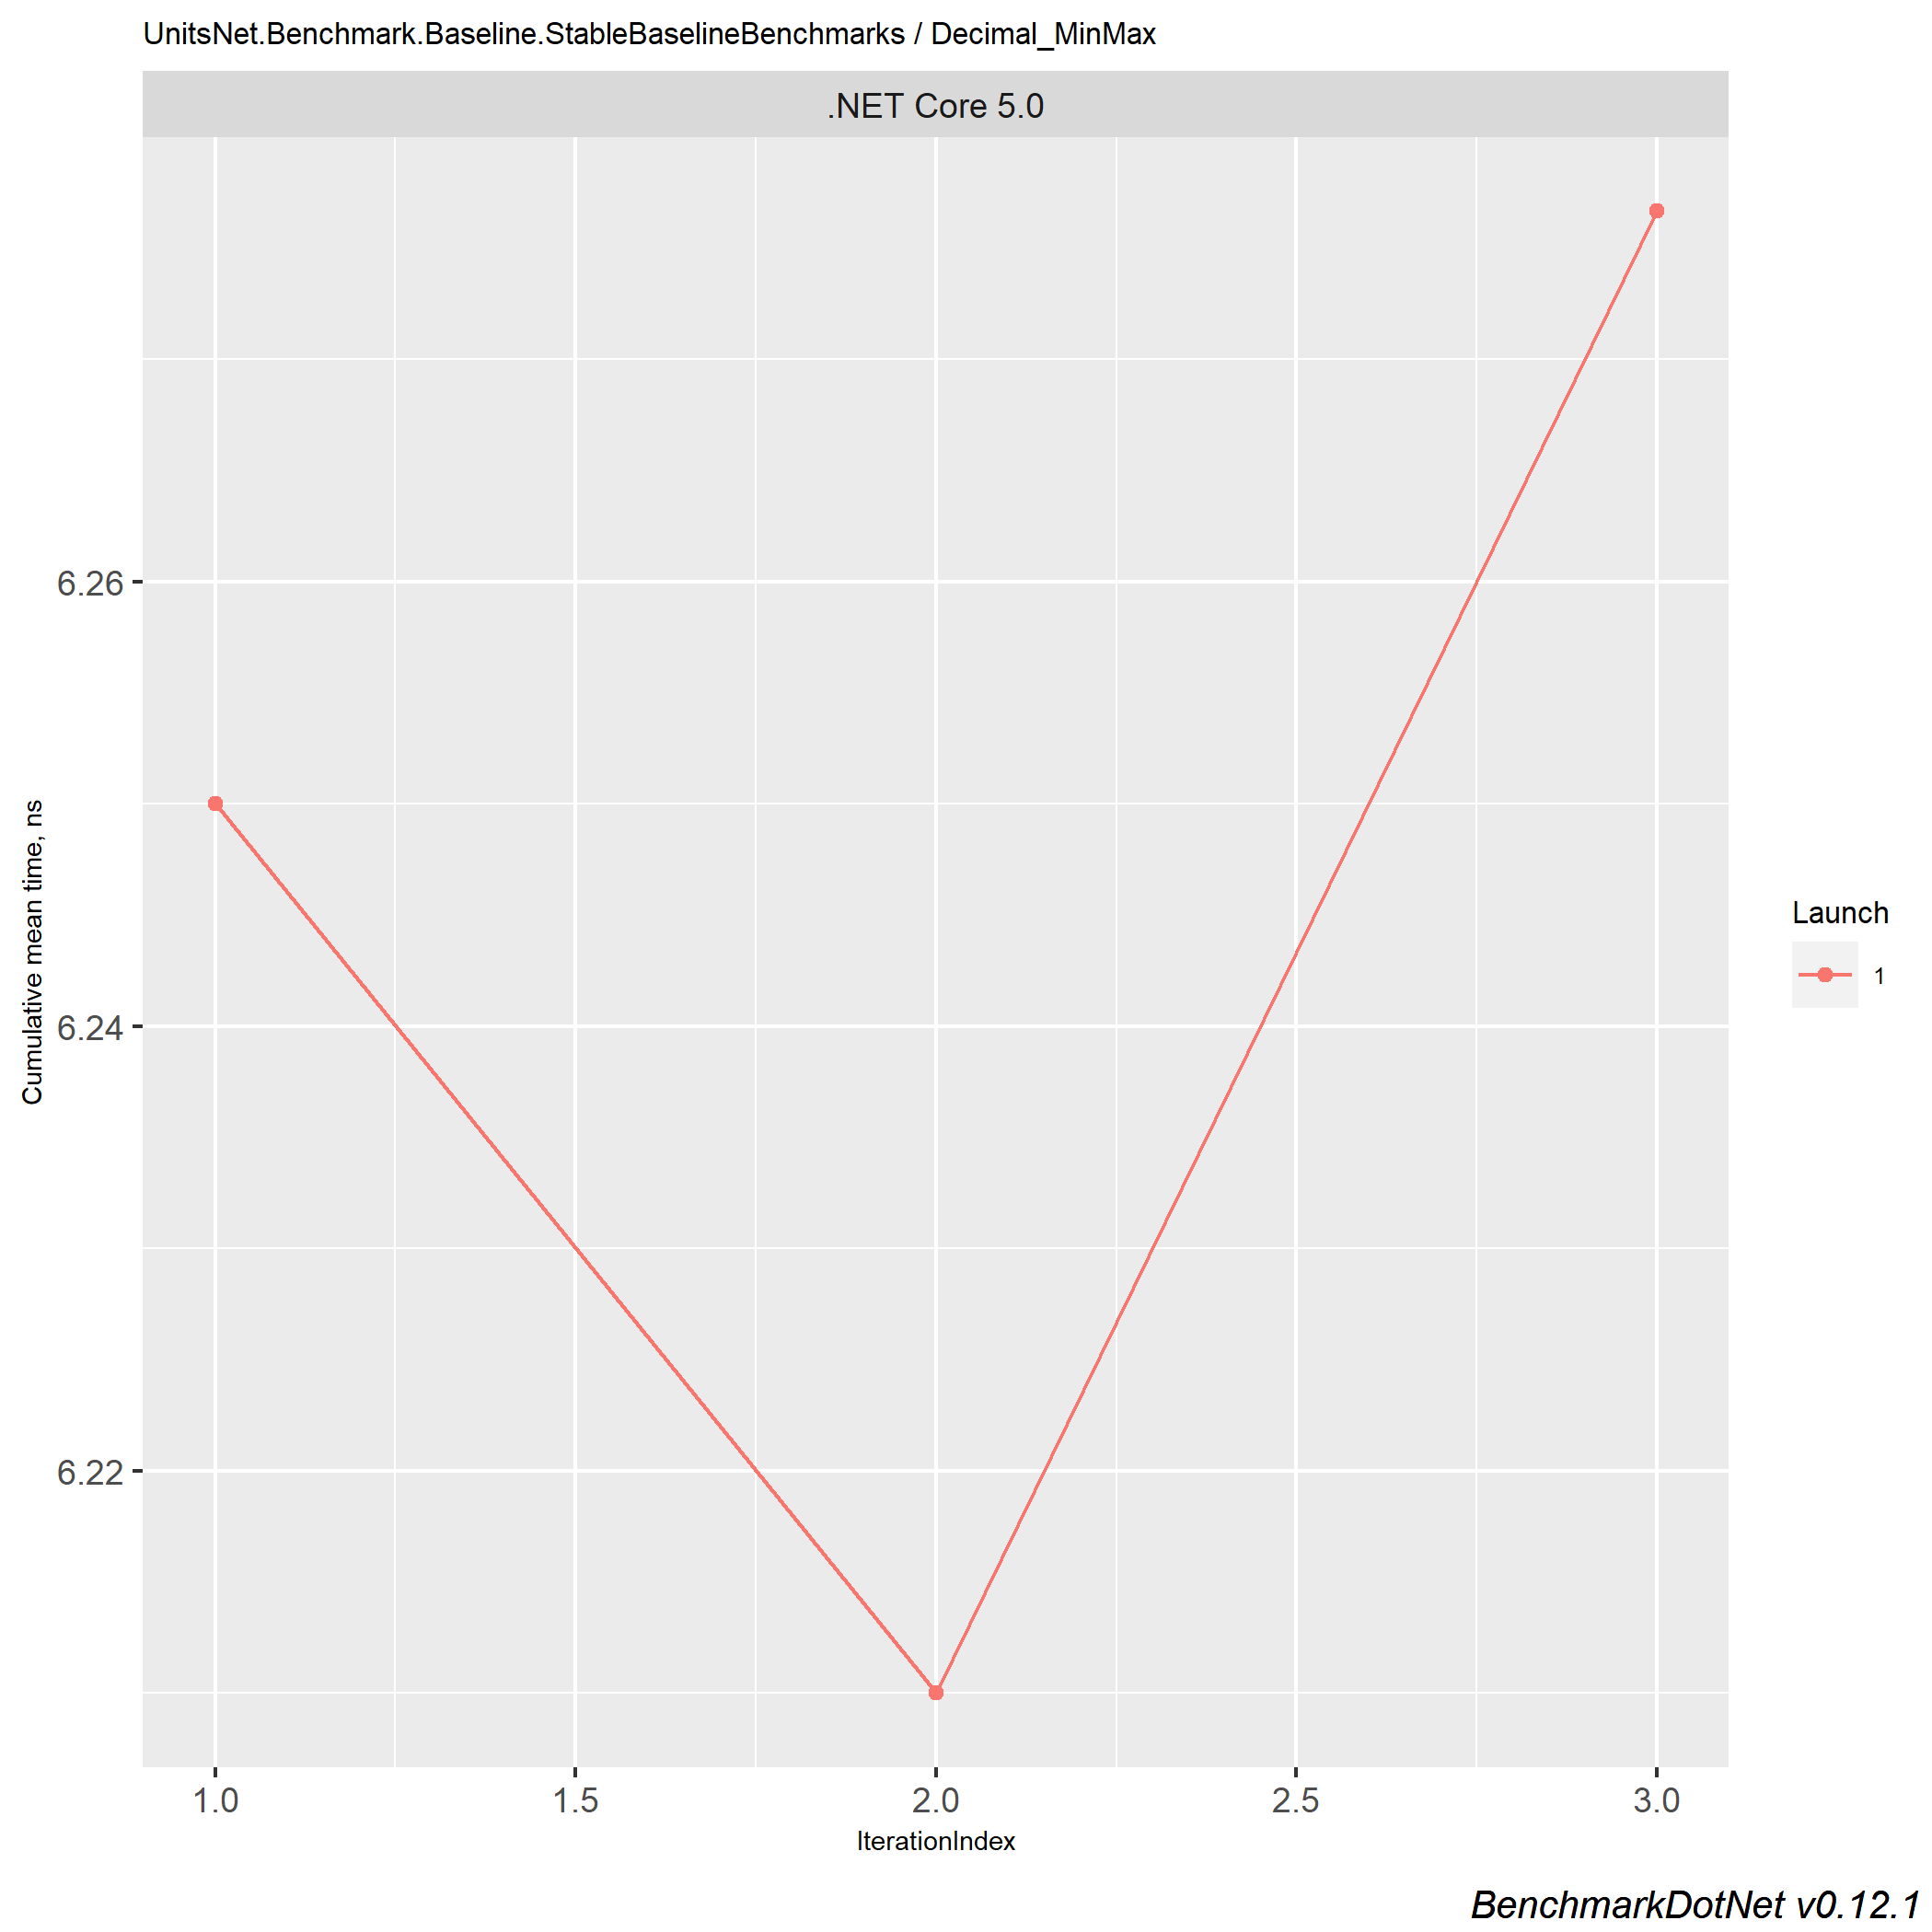 UnitsNet.Benchmark.Baseline.StableBaselineBenchmarks / Decimal_MinMax
.NET Core 5.0
Cumulative mean time, ns
6.26
6.24
6.22
1.0 1.5 2.0 2.5 3.0
IterationIndex
Launch
1
BenchmarkDotNet v0.12.1